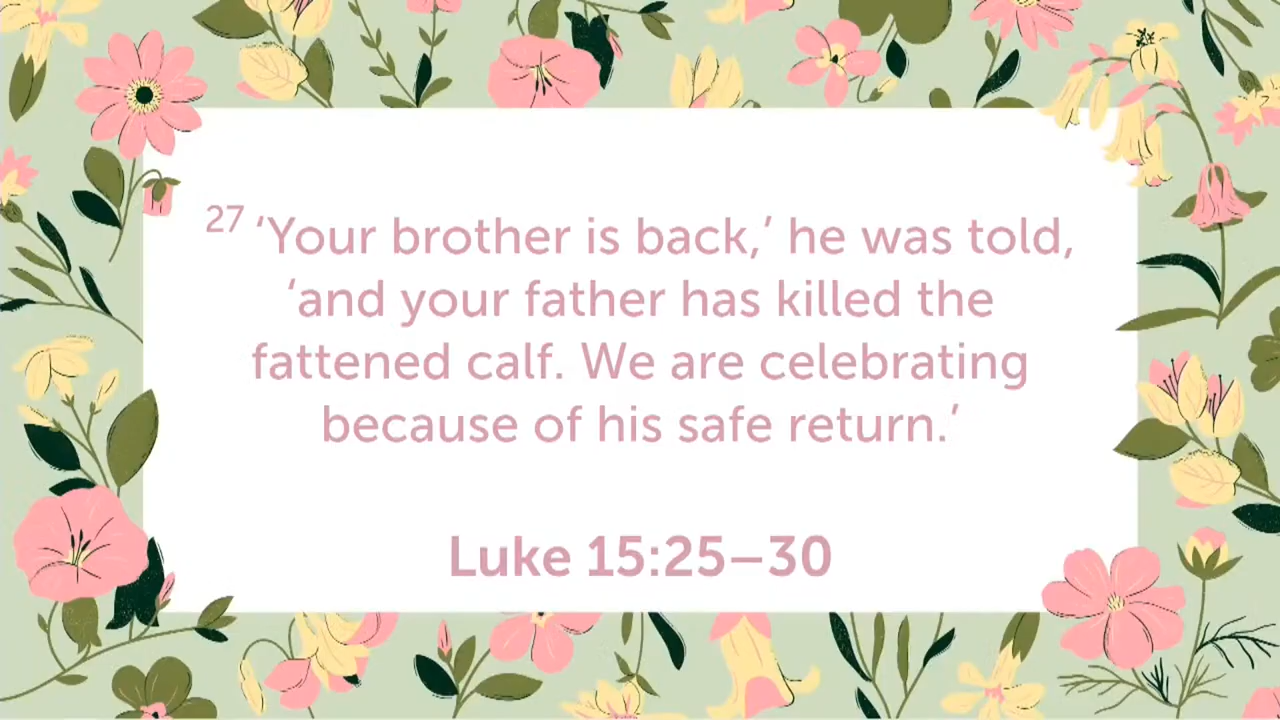 27 ‘Your brother is back,’ he was told,
‘and your father has killed the
fattened calf. We are celebrating
because of his safe return.’
Luke 15:25–30